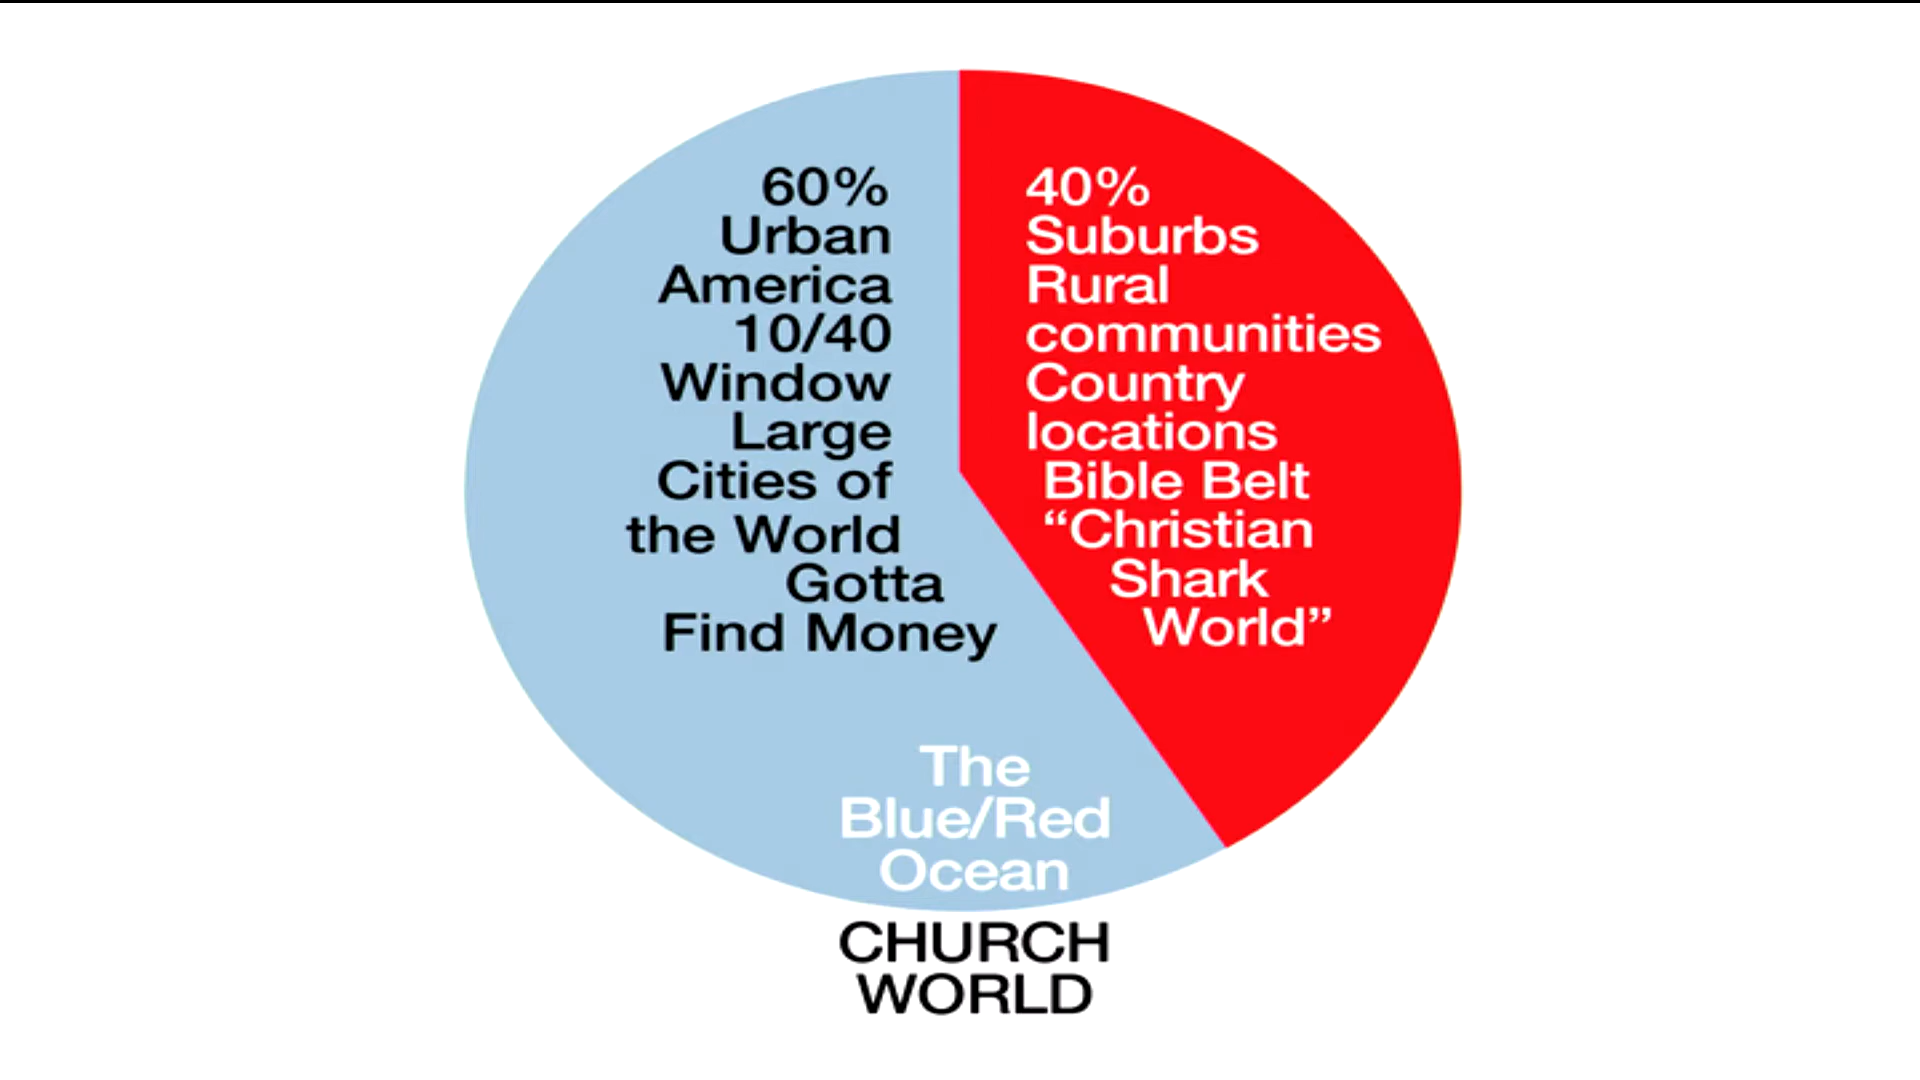 60%
Urban
America
10/40
Window
Large
Cities of
the World
Gotta
Find Money
40%
Suburbs
Rural
communities
Country
locations
Bible Belt
“Christian
Shark
World”
The
Blue/Red
Ocean
CHURCH
WORLD